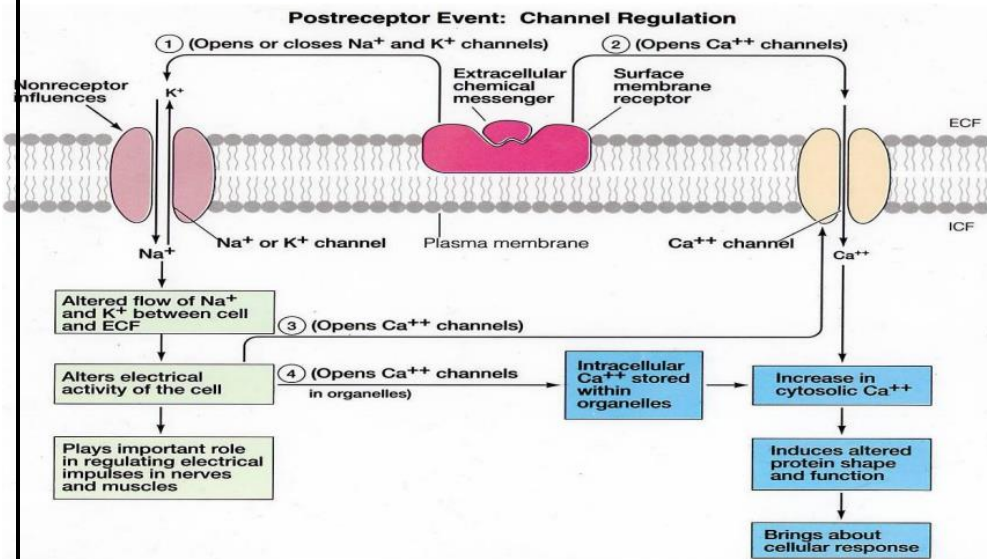 Postreceptor Event: Channel Regulation
1 (Opens or closes Na⁺ and K⁺ channels)
2 (Opens Ca⁺⁺ channels)
Nonreceptor
influences
K⁺
Extracellular
chemical
messenger
Surface
membrane
receptor
ECF
Na⁺ or K⁺ channel
Plasma membrane
Ca⁺⁺ channel
ICF
Na⁺
Ca⁺⁺
Altered flow of Na⁺
and K⁺ between cell
and ECF
3 (Opens Ca⁺⁺ channels)
Alters electrical
activity of the cell
4 (Opens Ca⁺⁺ channels
in organelles)
Intracellular
Ca⁺⁺ stored
within
organelles
Increase in
cytosolic Ca⁺⁺
Plays important role
in regulating electrical
impulses in nerves
and muscles
Induces altered
protein shape
and function
Brings about
cellular response